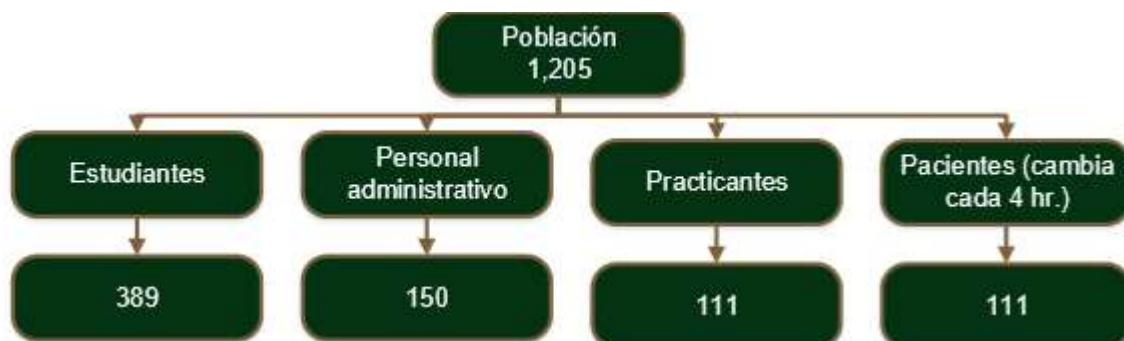 Población
1,205
Estudiantes
Personal
administrativo
Practicantes
Pacientes (cambia
cada 4 hr.)
389
150
111
111